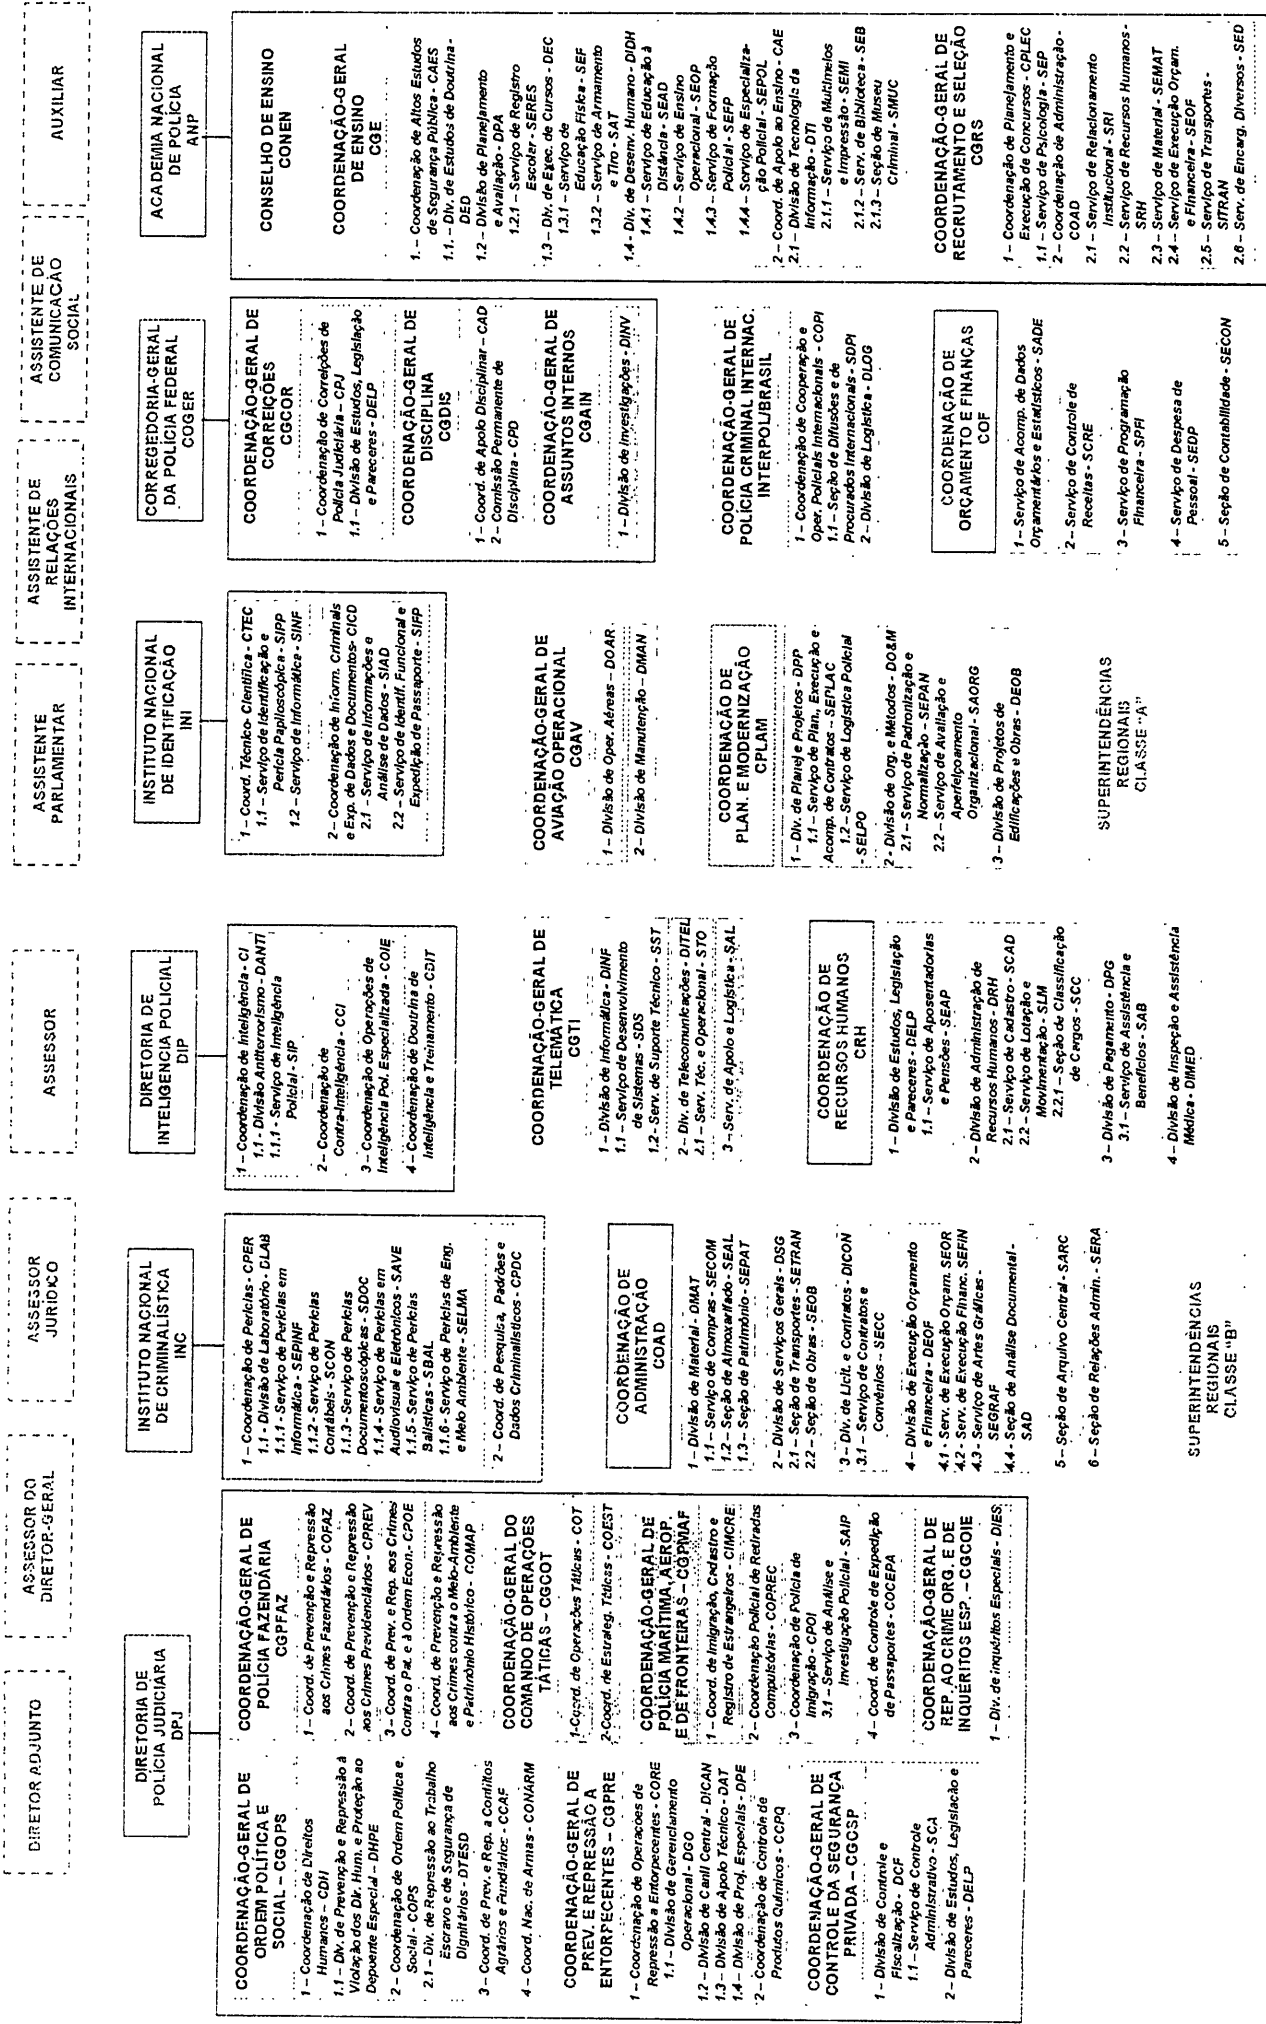 DIRETOR ADJUNTO
ASSESSOR DO
DIRETOR-GERAL
ASSESSOR
JURÍDICO
ASSESSOR
ASSISTENTE
PARLAMENTAR
ASSISTENTE DE
RELAÇÕES
INTERNACIONAIS
ASSISTENTE DE
COMUNICAÇÃO
SOCIAL
AUXILIAR
DIRETORIA DE
POLÍCIA JUDICIÁRIA
DPJ
COORDENAÇÃO-GERAL DE
ORDEM POLÍTICA E
SOCIAL – CGOPS
1 – Coordenação de Direitos
Humanos – CDH
1.1 – Div. de Prevenção e Repressão à
Violação dos Dir. Hum. e Proteção ao
Depoente Especial – DHPE
2 – Coordenação de Ordem Política e
Social - COPS
2.1 – Div. de Repressão ao Trabalho
Escravo e de Segurança de
Dignitários - DTESD
3 – Coord. de Prev. e Rep. a Conflitos
Agrários e Fundiários - CCAF
4 – Coord. Nac. de Armas - CONARM
COORDENAÇÃO-GERAL DE
PREV. E REPRESSÃO A
ENTORPECENTES – CGPRE
1 – Coordenação de Operações de
Repressão a Entorpecentes - CORE
1.1 – Divisão de Gerenciamento
Operacional - DGO
1.2 – Divisão de Canil Central - DICAN
1.3 – Divisão de Apoio Técnico - DAT
1.4 – Divisão de Proj. Especiais - DPE
2 – Coordenação de Controle de
Produtos Químicos - CCPQ
COORDENAÇÃO-GERAL DE
CONTROLE DA SEGURANÇA
PRIVADA – CGCSP
1 – Divisão de Controle e
Fiscalização - DCF
1.1 – Serviço de Controle
Administrativo - SCA
2 – Divisão de Estudos, Legislação e
Pareceres - DELP
COORDENAÇÃO-GERAL DE
POLÍCIA FAZENDÁRIA
CGPFAZ
1 – Coord. de Prevenção e Repressão
aos Crimes Fazendários - COFAZ
2 – Coord. de Prevenção e Repressão
aos Crimes Previdenciários - CPREV
3 – Coord. de Prev. e Rep. aos Crimes
Contra o Pat. e à Ordem Econ.- CPOE
4 – Coord. de Prevenção e Repressão
aos Crimes contra o Meio-Ambiente
e Patrimônio Histórico - COMAP
COORDENAÇÃO-GERAL DO
COMANDO DE OPERAÇÕES
TÁTICAS – CGCOT
1-Coord. de Operações Táticas - COT
2-Coord. de Estratég. Táticas - COEST
COORDENAÇÃO-GERAL DE
POLÍCIA MARÍTIMA, AEROP.
E DE FRONTEIRAS – CGPMAF
1 – Coord. de Imigração, Cadastro e
Registro de Estrangeiros - CIMCRE
2 – Coordenação Policial de Retiradas
Compulsórias - COPREC
3 – Coordenação de Polícia de
Imigração - CPOI
3.1 – Serviço de Análise e
Investigação Policial - SAIP
4 – Coord. de Controle de Expedição
de Passaportes - COCEPA
COORDENAÇÃO-GERAL DE
REP. AO CRIME ORG. E DE
INQUÉRITOS ESP. – CGCOIE
1 – Div. de Inquéritos Especiais - DIES
INSTITUTO NACIONAL
DE CRIMINALÍSTICA
INC
1 – Coordenação de Perícias - CPER
1.1 - Divisão de Laboratório - DLAB
1.1.1 - Serviço de Perícias em
Informática - SEPINF
1.1.2 – Serviço de Perícias
Contábeis - SCON
1.1.3 – Serviço de Perícias
Documentoscópicas - SDOC
1.1.4 – Serviço de Perícias em
Audiovisual e Eletrônicos - SAVE
1.1.5 - Serviço de Perícias
Balísticas - SBAL
1.1.6 - Serviço de Perícias de Eng.
e Meio Ambiente - SELMA
2 – Coord. de Pesquisa, Padrões e
Dados Criminalísticos - CPDC
COORDENAÇÃO DE
ADMINISTRAÇÃO
COAD
1 – Divisão de Material - DMAT
1.1 – Serviço de Compras - SECOM
1.2 – Seção de Almoxarifado - SEAL
1.3 – Seção de Patrimônio - SEPAT
2 – Divisão de Serviços Gerais - DSG
2.1 – Seção de Transportes - SETRAN
2.2 – Seção de Obras - SEOB
3 – Div. de Licit. e Contratos - DICON
3.1 – Serviço de Contratos e
Convênios – SECC
4 – Divisão de Execução Orçamento
e Financeira - DEOF
4.1 - Serv. de Execução Orçam. SEOR
4.2 - Serv. de Execução Financ. SEFIN
4.3 - Serviço de Artes Gráficas -
SEGRAF
4.4 - Seção de Análise Documental -
SAD
5 – Seção de Arquivo Central - SARC
6 – Seção de Relações Admin. - SERA
SUPERINTENDÊNCIAS
REGIONAIS
CLASSE “B”
DIRETORIA DE
INTELIGENCIA POLICIAL
DIP
1 – Coordenação de Inteligência - CI
1.1 - Divisão Antiterrorismo - DANTI
1.1.1 - Serviço de Inteligência
Policial - SIP
2 – Coordenação de
Contra-Inteligência - CCI
3 – Coordenação de Operações de
Inteligência Pol. Especializada - COIE
4 – Coordenação de Doutrina de
Inteligência e Treinamento - CDIT
COORDENAÇÃO-GERAL DE
TELEMÁTICA
CGTI
1 – Divisão de Informática - DINF
1.1 – Serviço de Desenvolvimento
de Sistemas - SDS
1.2 - Serv. de Suporte Técnico - SST
2 – Div. de Telecomunicações - DITEL
2.1 – Serv. Téc. e Operacional - STO
3 – Serv. de Apoio e Logística - SAL
COORDENAÇÃO DE
RECURSOS HUMANOS
CRH
1 – Divisão de Estudos, Legislação
e Pareceres - DELP
1.1 – Serviço de Aposentadorias
e Pensões - SEAP
2 – Divisão de Administração de
Recursos Humanos - DRH
2.1 – Serviço de Cadastro - SCAD
2.2 – Serviço de Lotação e
Movimentação - SLM
2.2.1 – Seção de Classificação
de Cargos - SCC
3 – Divisão de Pagamento - DPG
3.1 – Serviço de Assistência e
Benefícios - SAB
4 – Divisão de Inspeção e Assistência
Médica - DIMED
INSTITUTO NACIONAL
DE IDENTIFICAÇÃO
INI
1 – Coord. Técnico- Científica - CTEC
1.1 – Serviço de Identificação e
Perícia Papiloscópica - SIPP
1.2 – Serviço de Informática - SINF
2 – Coordenação de Inform. Criminais
e Exp. de Dados e Documentos- CICD
2.1 – Serviço de Informações e
Análise de Dados - SIAD
2.2 – Serviço de Identif. Funcional e
Expedição de Passaporte - SIFP
COORDENAÇÃO-GERAL DE
AVIAÇÃO OPERACIONAL
CGAV
1 – Divisão de Oper. Aéreas – DOAR
2 – Divisão de Manutenção – DMAN
COORDENAÇÃO DE
PLAN. E MODERNIZAÇÃO
CPLAM
1 – Div. de Planej e Projetos - DPP
1.1 – Serviço de Plan., Execução e
Acomp. de Contratos – SEPLAC
1.2 – Serviço de Logística Policial
- SELPO
2 - Divisão de Org. e Métodos - DO&M
2.1 – Serviço de Padronização e
Normalização – SEPAN
2.2 – Serviço de Avaliação e
Aperfeiçoamento
Organizacional - SAORG
3 – Divisão de Projetos de
Edificações e Obras - DEOB
SUPERINTENDÊNCIAS
REGIONAIS
CLASSE “A”
CORREGEDORIA-GERAL
DA POLÍCIA FEDERAL
COGER
COORDENAÇÃO-GERAL DE
CORREIÇÕES
CGCOR
1 – Coordenação de Correições de
Polícia Judiciária – CPJ
1.1 – Divisão de Estudos, Legislação
e Pareceres - DELP
COORDENAÇÃO-GERAL DE
DISCIPLINA
CGDIS
1 – Coord. de Apoio Disciplinar – CAD
2 – Comissão Permanente de
Disciplina - CPD
COORDENAÇÃO-GERAL DE
ASSUNTOS INTERNOS
CGAIN
1 – Divisão de Investigações - DINV
COORDENAÇÃO-GERAL DE
POLÍCIA CRIMINAL INTERNAC.
INTERPOL/BRASIL
1 – Coordenação de Cooperação e
Oper. Policiais Internacionais - COPI
1.1 – Seção de Difusões e de
Procurados Internacionais - SDPI
2 – Divisão de Logística - DLOG
COORDENAÇÃO DE
ORÇAMENTO E FINANÇAS
COF
1 – Serviço de Acomp. de Dados
Orçamentários e Estatísticos - SADE
2 – Serviço de Controle de
Receitas - SCRE
3 – Serviço de Programação
Financeira - SPFI
4 – Serviço de Despesa de
Pessoal - SEDP
5 – Seção de Contabilidade - SECON
ACADEMIA NACIONAL
DE POLÍCIA
ANP
CONSELHO DE ENSINO
CONEN
COORDENAÇÃO-GERAL
DE ENSINO
CGE
1 – Coordenação de Altos Estudos
de Segurança Pública - CAES
1.1. – Div. de Estudos de Doutrina-
DED
1.2 – Divisão de Planejamento
e Avaliação - DPA
1.2.1 – Serviço de Registro
Escolar - SERES
1.3 – Div. de Exec. de Cursos - DEC
1.3.1 – Serviço de
Educação Física - SEF
1.3.2 – Serviço de Armamento
e Tiro - SAT
1.4- Div. de Desenv. Humano - DIDH
1.4.1 – Serviço de Educação à
Distância - SEAD
1.4.2 – Serviço de Ensino
Operacional - SEOP
1.4.3 – Serviço de Formação
Policial - SEFP
1.4.4 – Serviço de Especializa-
ção Policial - SEPOL
2 – Coord. de Apoio ao Ensino - CAE
2.1 – Divisão de Tecnologia da
Informação - DTI
2.1.1 – Serviço de Multimeios
e Impressão - SEMI
2.1.2 – Seção de Biblioteca - SEB
2.1.3 – Seção de Museu
Criminal - SMUC
COORDENAÇÃO-GERAL DE
RECRUTAMENTO E SELEÇÃO
CGRS
1 – Coordenação de Planejamento e
Execução de Concursos - CPLEC
1.1 – Serviço de Psicologia - SEP
2 – Coordenação de Administração -
COAD
2.1 – Serviço de Relacionamento
Institucional - SRI
2.2 – Serviço de Recursos Humanos -
SRH
2.3 – Serviço de Material - SEMAT
2.4 – Serviço de Execução Orçam.
e Financeira - SEOF
2.5 – Serviço de Transportes -
SITRAN
2.6 – Serv. de Encarg. Diversos - SED